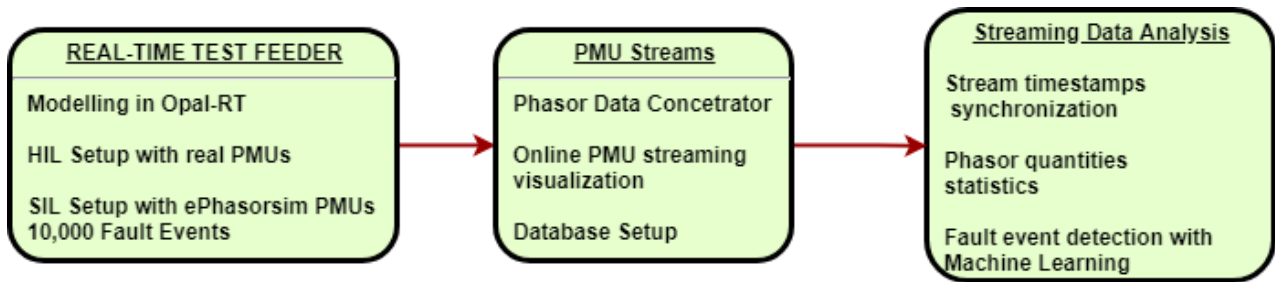 REAL-TIME TEST FEEDER
Modelling in Opal-RT
HIL Setup with real PMUs
SIL Setup with ePhasorsim PMUs
10,000 Fault Events
PMU Streams
Phasor Data Concetrator
Online PMU streaming
visualization
Database Setup
Streaming Data Analysis
Stream timestamps
synchronization
Phasor quantities
statistics
Fault event detection with
Machine Learning